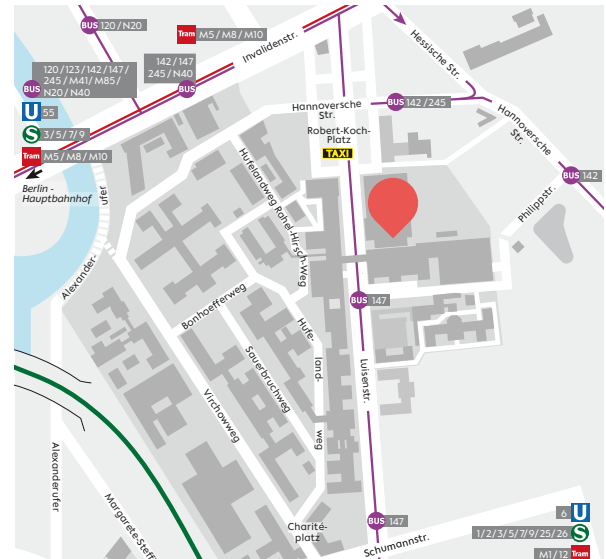 BUS 120 / N20
Tram M5 / M8 / M10
Invalidenstr.
Hessische Str.
120 / 123 / 142 / 147 /
245 / M41 / M85 /
BUS N20 / N40
142 / 147
245 / N40
BUS
U 55
S 3 / 5 / 7 / 9
Tram M5 / M8 / M10
Berlin -
Hauptbahnhof
Hannoversche
Str.
BUS 142 / 245
Hannoversche
Str.
Robert-Koch-
Platz
TAXI
BUS 142
Philippstr.
Hufelandweg
Rahel-Hirsch-Weg
Alexander-
ufer
Bonhoefferweg
BUS 147
Hufe-
land-
weg
Sauerbruchweg
Luisenstr.
Virchowweg
Alexanderufer
Margarete-Steff
Charité-
platz
BUS 147
Schumannstr.
6 U
1 / 2 / 3 / 5 / 7 / 9 / 25 / 26 S
M1 / 12 Tram